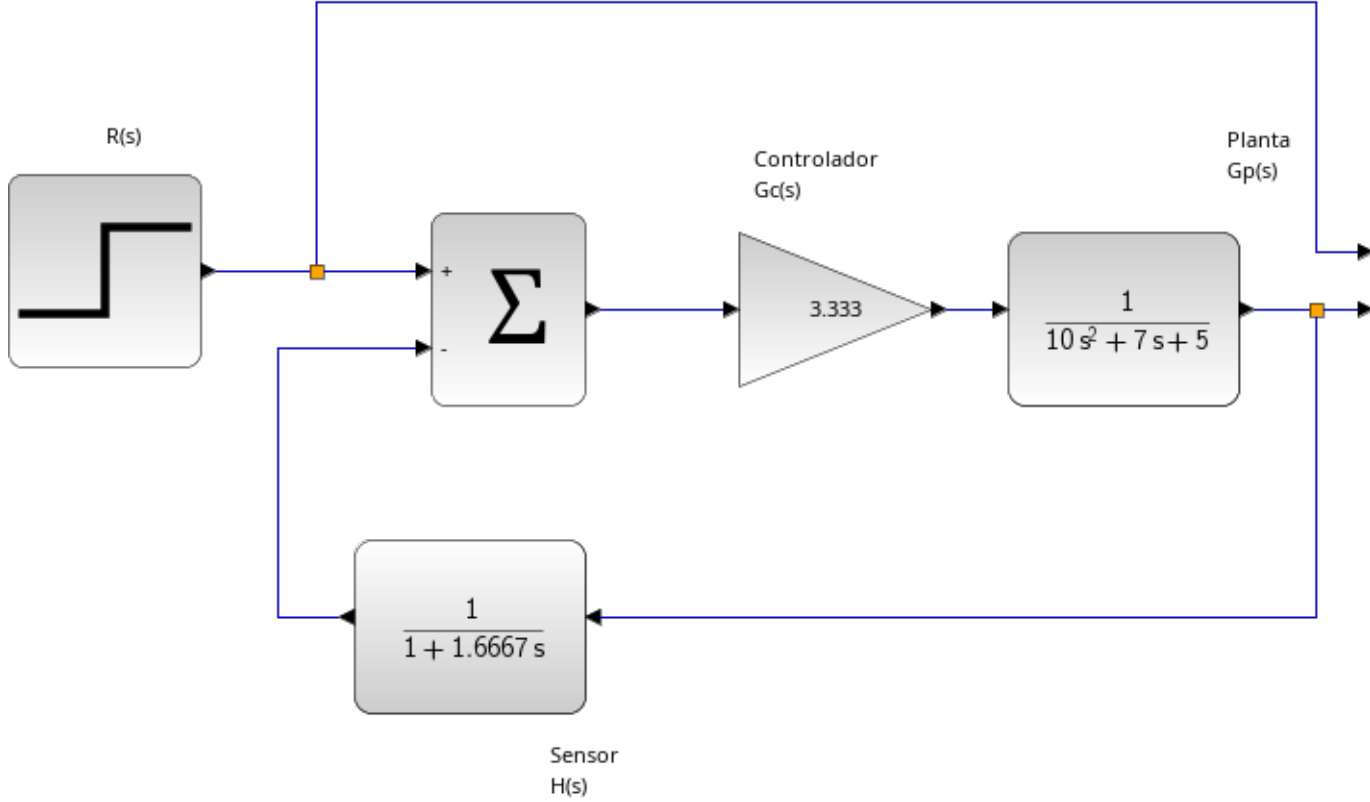 R(s)
Controlador
Gc(s)
Planta
Gp(s)
+
-
Σ
3.333
1
10 s² + 7 s + 5
1
1 + 1.6667 s
Sensor
H(s)